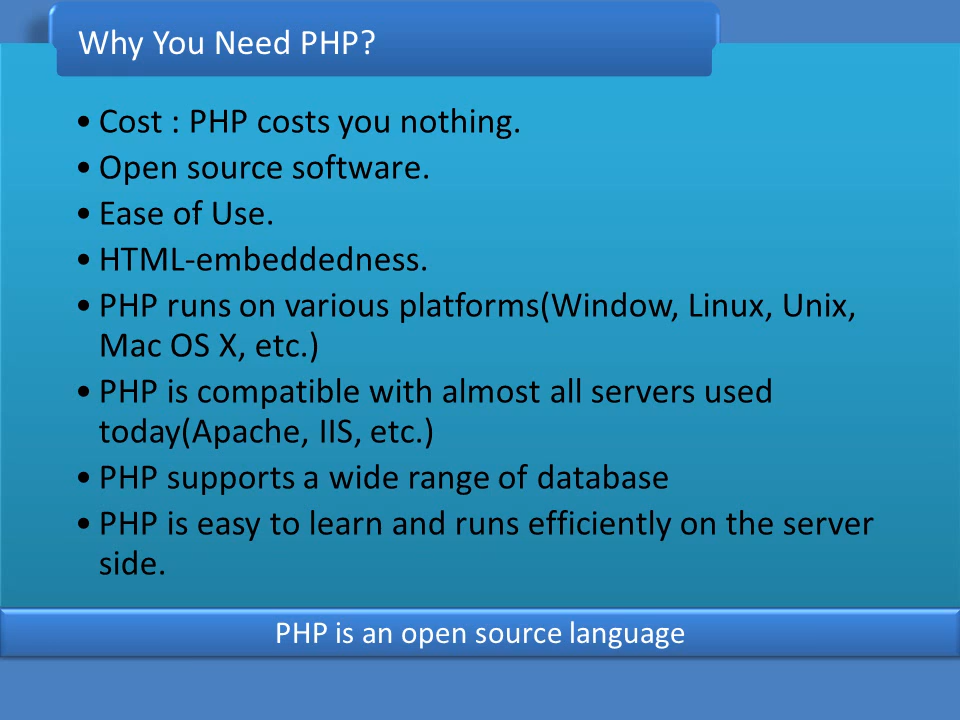 Why You Need PHP?
• Cost : PHP costs you nothing.
• Open source software.
• Ease of Use.
• HTML-embeddedness.
• PHP runs on various platforms(Window, Linux, Unix,
Mac OS X, etc.)
• PHP is compatible with almost all servers used
today(Apache, IIS, etc.)
• PHP supports a wide range of database
• PHP is easy to learn and runs efficiently on the server
side.
PHP is an open source language